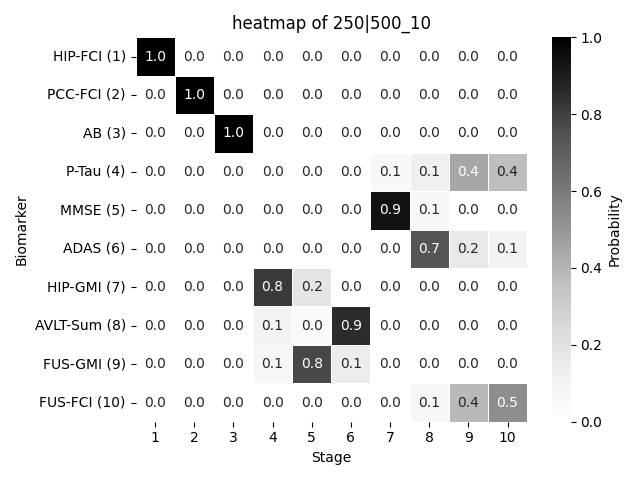 heatmap of 250|500_10
HIP-FCI (1) 1.0 0.0 0.0 0.0 0.0 0.0 0.0 0.0 0.0 0.0
PCC-FCI (2) 0.0 1.0 0.0 0.0 0.0 0.0 0.0 0.0 0.0 0.0
AB (3) 0.0 0.0 1.0 0.0 0.0 0.0 0.0 0.0 0.0 0.0
P-Tau (4) 0.0 0.0 0.0 0.0 0.0 0.0 0.1 0.1 0.4 0.4
MMSE (5) 0.0 0.0 0.0 0.0 0.0 0.0 0.9 0.1 0.0 0.0
ADAS (6) 0.0 0.0 0.0 0.0 0.0 0.0 0.0 0.7 0.2 0.1
HIP-GMI (7) 0.0 0.0 0.0 0.8 0.2 0.0 0.0 0.0 0.0 0.0
AVLT-Sum (8) 0.0 0.0 0.0 0.1 0.0 0.9 0.0 0.0 0.0 0.0
FUS-GMI (9) 0.0 0.0 0.0 0.1 0.8 0.1 0.0 0.0 0.0 0.0
FUS-FCI (10) 0.0 0.0 0.0 0.0 0.0 0.0 0.0 0.1 0.4 0.5
1 2 3 4 5 6 7 8 9 10
Stage
Biomarker
1.0
0.8
0.6
0.4
0.2
0.0
Probability